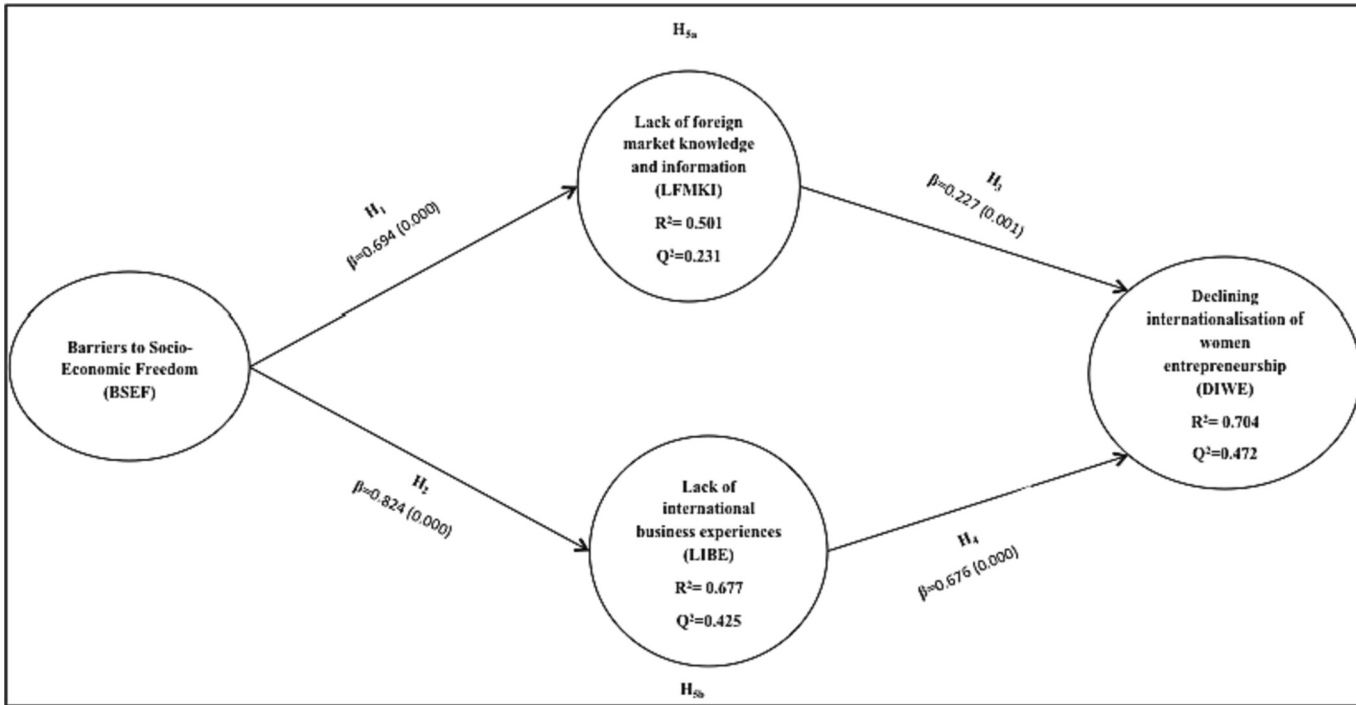 H5a
Lack of foreign
market knowledge
and information
(LFMKI)
R²= 0.501
Q²=0.231
H1
β=0.694 (0.000)
H3
β=0.227 (0.001)
Barriers to Socio-
Economic Freedom
(BSEF)
Declining
internationalisation of
women
entrepreneurship
(DIWE)
R²= 0.704
Q²=0.472
H2
β=0.824 (0.000)
Lack of
international
business experiences
(LIBE)
R²= 0.677
Q²=0.425
H4
β=0.676 (0.000)
H5b